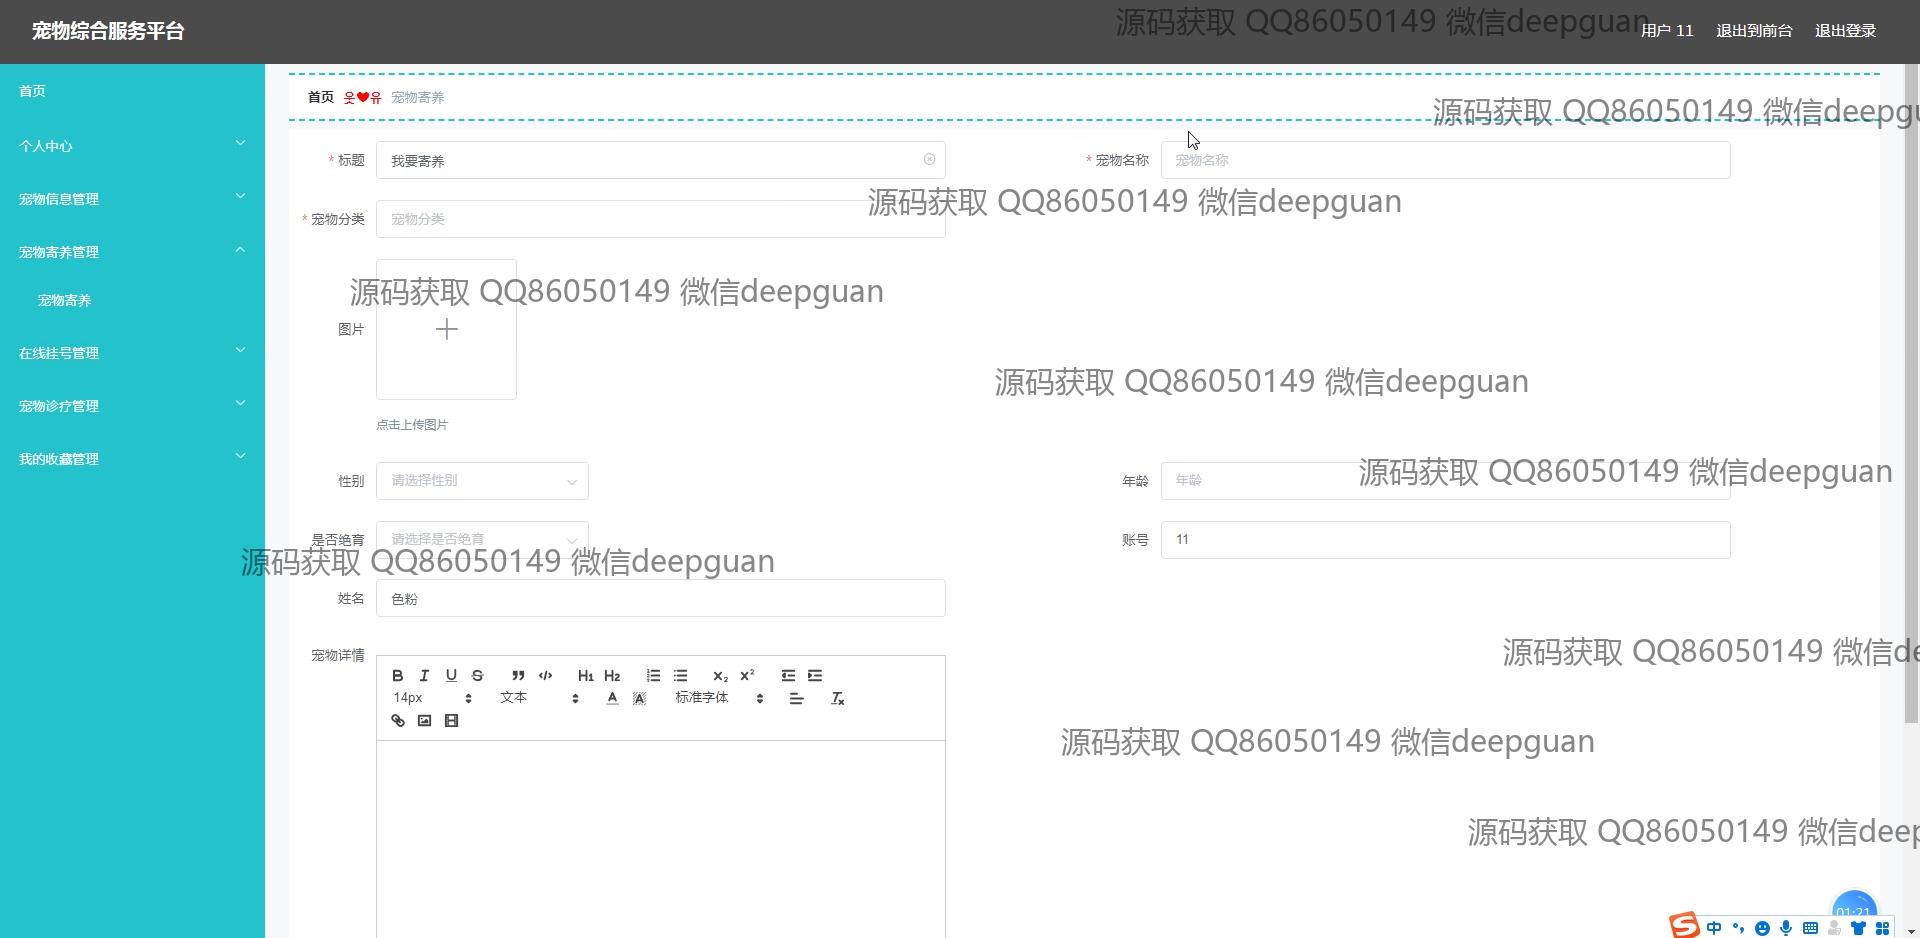 宠物综合服务平台
源码获取 QQ86050149 微信deepguan
用户 11 退出到前台 退出登录
首页
个人中心
宠物信息管理
宠物寄养管理
宠物寄养
在线挂号管理
宠物诊疗管理
我的收藏管理
首页 웃❤유 宠物寄养
源码获取 QQ86050149 微信deepgu
* 标题 我要寄养
* 宠物名称 宠物名称
源码获取 QQ86050149 微信deepguan
* 宠物分类 宠物分类
源码获取 QQ86050149 微信deepguan
图片
源码获取 QQ86050149 微信deepguan
点击上传图片
性别 请选择性别
年龄 年龄
源码获取 QQ86050149 微信deepguan
是否绝育 请选择是否绝育
账号 11
源码获取 QQ86050149 微信deepguan
姓名 色粉
宠物详情
源码获取 QQ86050149 微信de
B I U S ” </> H1 H2 x₂ x²
14px 文本 A A 标准字体 Tx
源码获取 QQ86050149 微信deepguan
源码获取 QQ86050149 微信deep
01:21
S 中